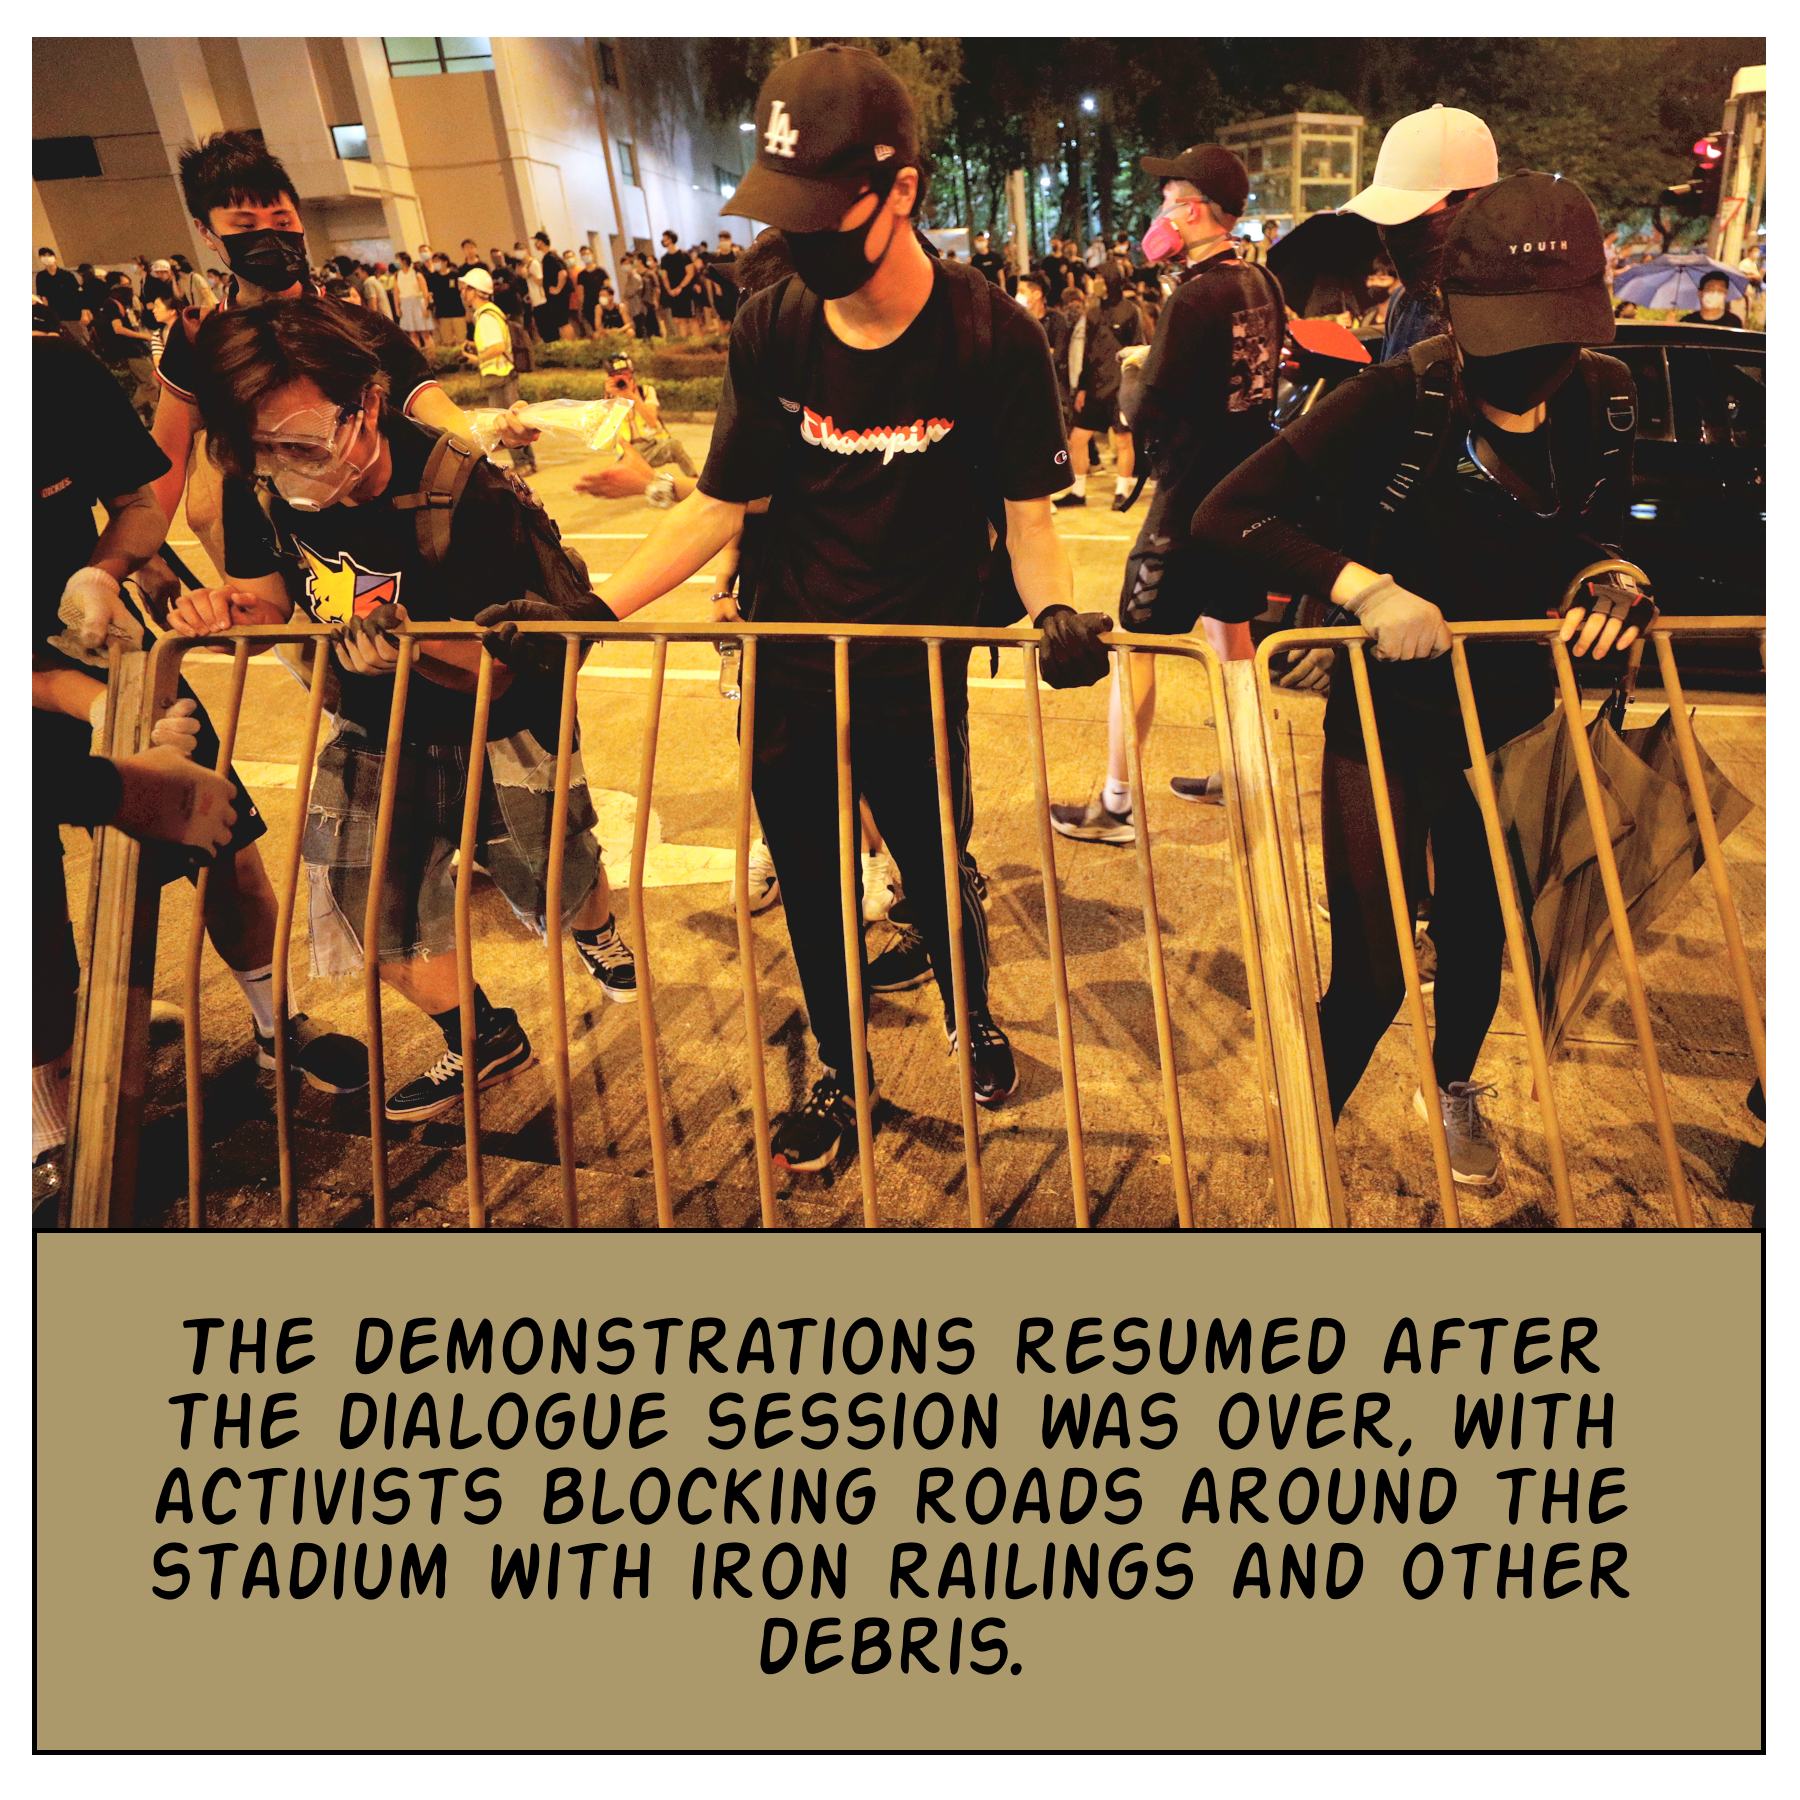 LA
YOUTH
Champion
DICKIES
THE DEMONSTRATIONS RESUMED AFTER
THE DIALOGUE SESSION WAS OVER, WITH
ACTIVISTS BLOCKING ROADS AROUND THE
STADIUM WITH IRON RAILINGS AND OTHER
DEBRIS.